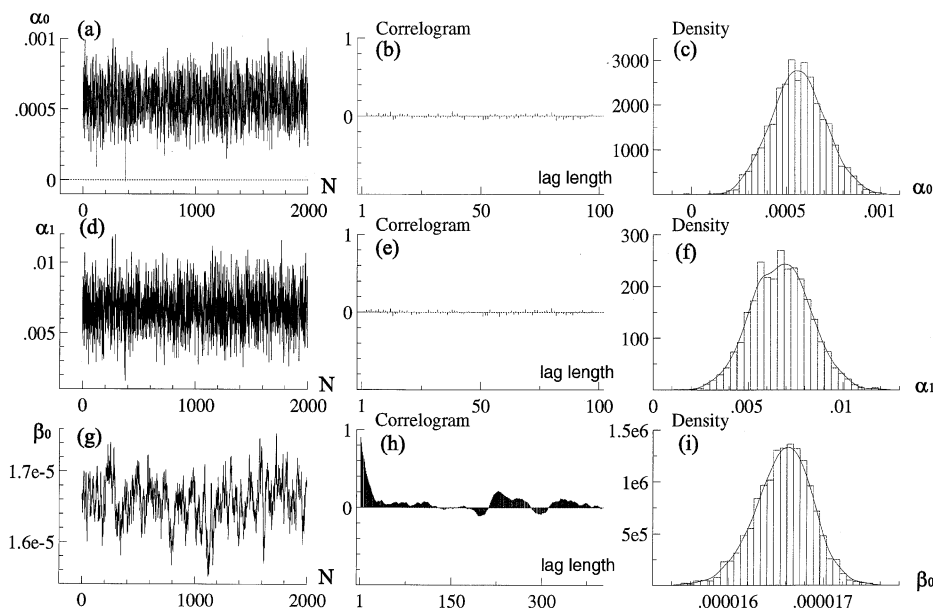 α₀ (a) Correlogram Density
.001 1 (b) (c)
3000
.0005 0 2000
1000
0 N lag length α₀
0 1000 2000 1 50 100 0 .0005 .001
α₁ (d) Correlogram Density
1 (e) 300 (f)
.01 200
.005 0 100
N lag length α₁
0 1000 2000 1 50 100 0 .005 .01
β₀ (g) Correlogram Density
1 (h) 1.5e6 (i)
1.7e-5 1e6
1.6e-5 0 5e5
N lag length β₀
0 1000 2000 1 150 300 .000016 .000017